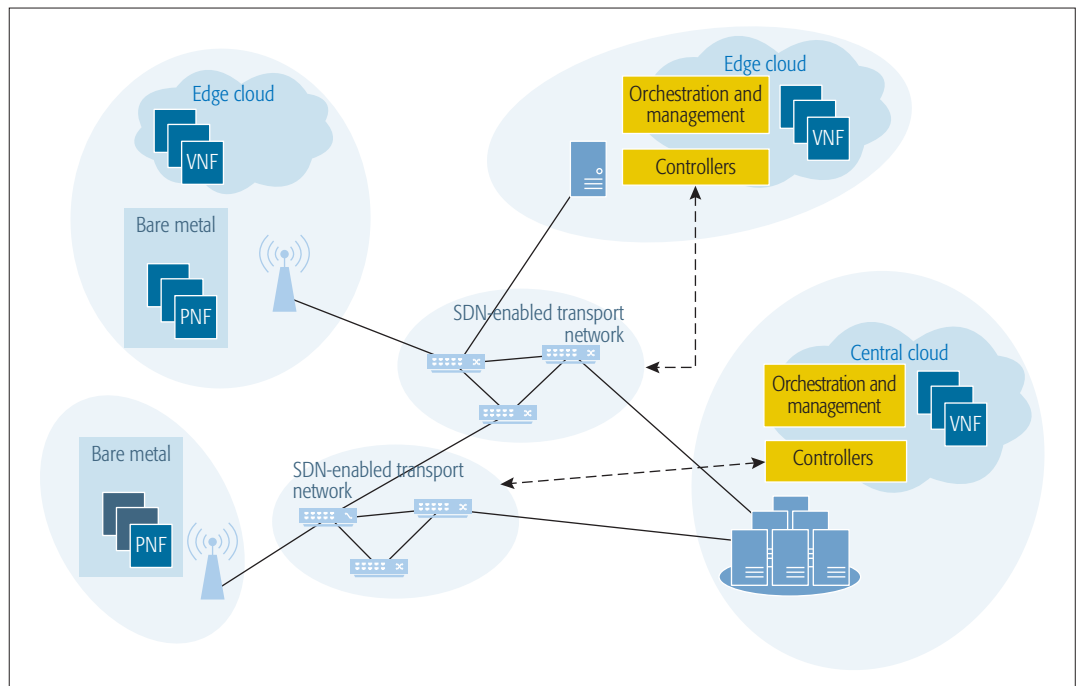 Edge cloud
VNF
Bare metal
PNF
Edge cloud
Orchestration and
management
VNF
Controllers
SDN-enabled transport
network
Central cloud
Orchestration and
management
VNF
Controllers
Bare metal
PNF
SDN-enabled transport
network